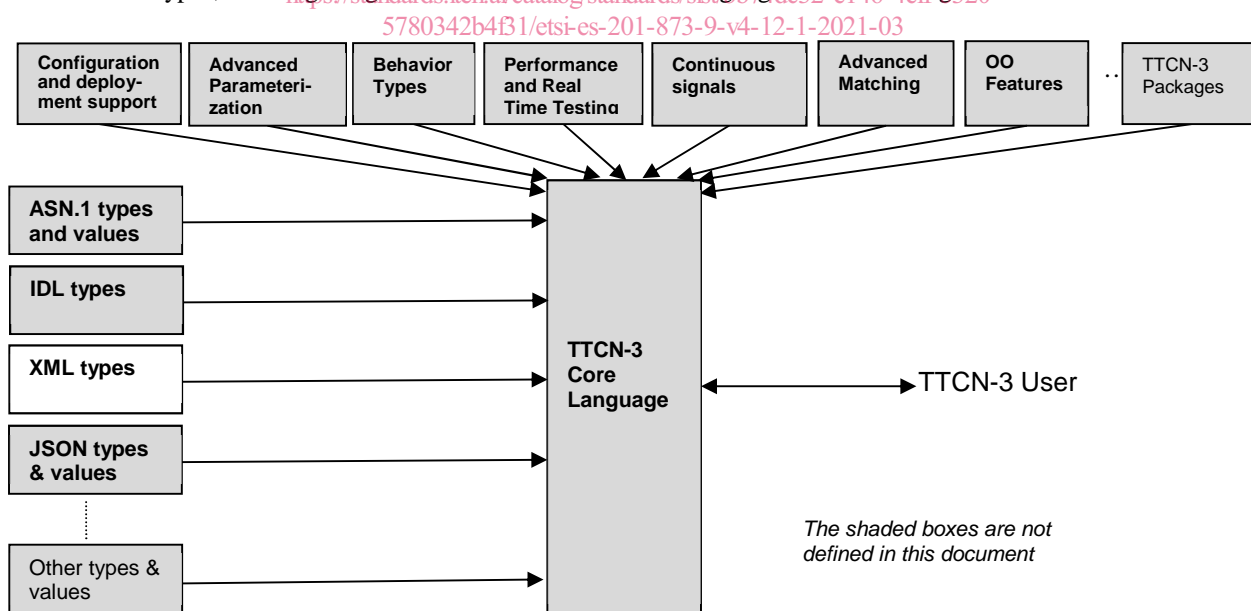 5780342b4f31/etsi-es-201-873-9-v4-12-1-2021-03
Configuration
and deploy-
ment support
Advanced
Parameteri-
zation
Behavior
Types
Performance
and Real
Time Testing
Continuous
signals
Advanced
Matching
OO
Features
..
TTCN-3
Packages
ASN.1 types
and values
IDL types
XML types
JSON types
& values
Other types &
values
TTCN-3
Core
Language
TTCN-3 User
The shaded boxes are not
defined in this document